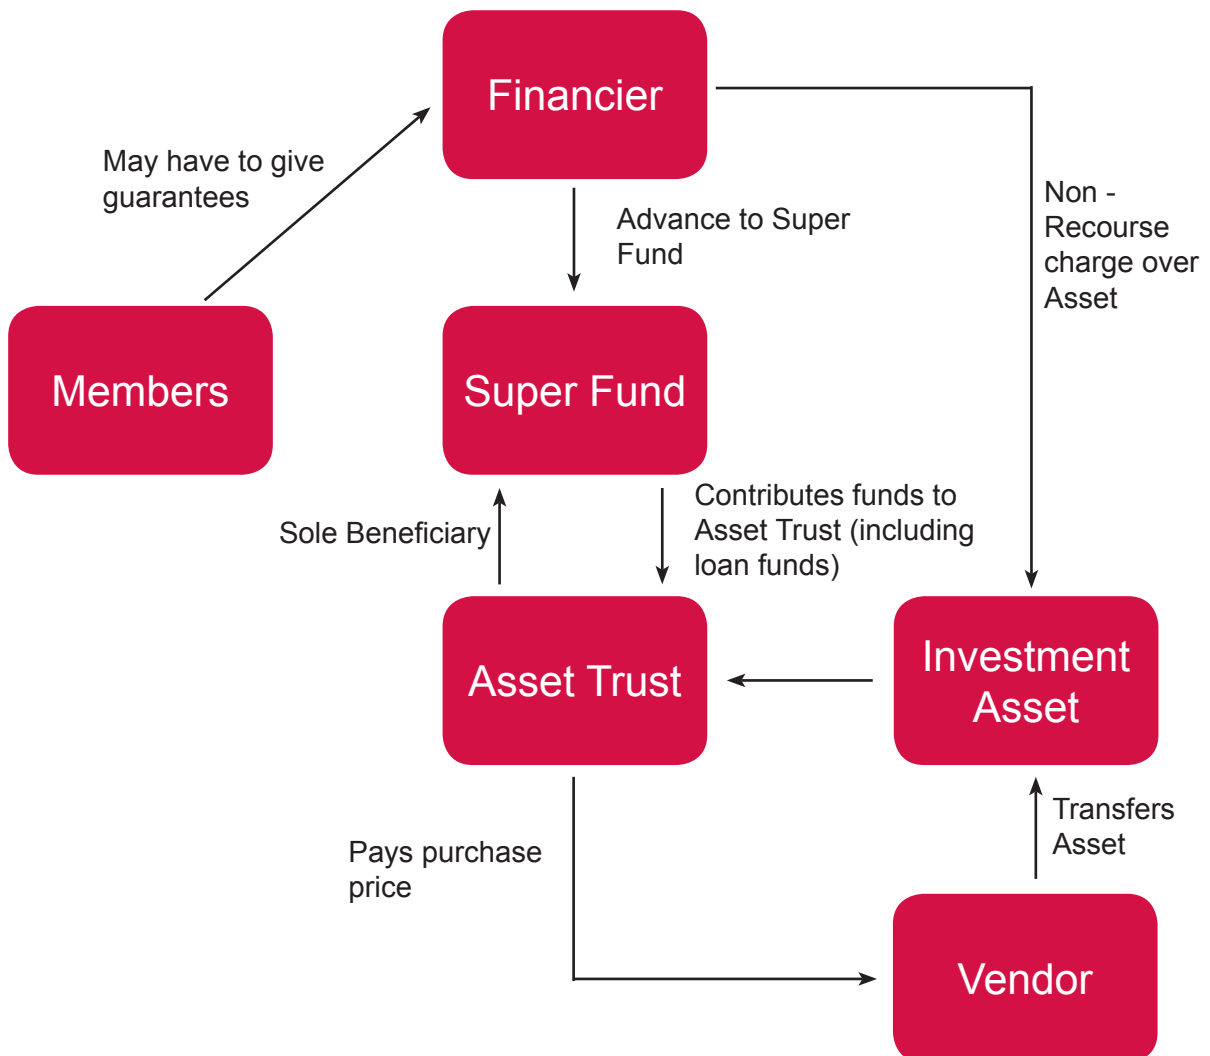 Financier
May have to give
guarantees
Non -
Recourse
charge over
Asset
Advance to Super
Fund
Members
Super Fund
Sole Beneficiary
Contributes funds to
Asset Trust (including
loan funds)
Asset Trust
Investment
Asset
Transfers
Asset
Pays purchase
price
Vendor